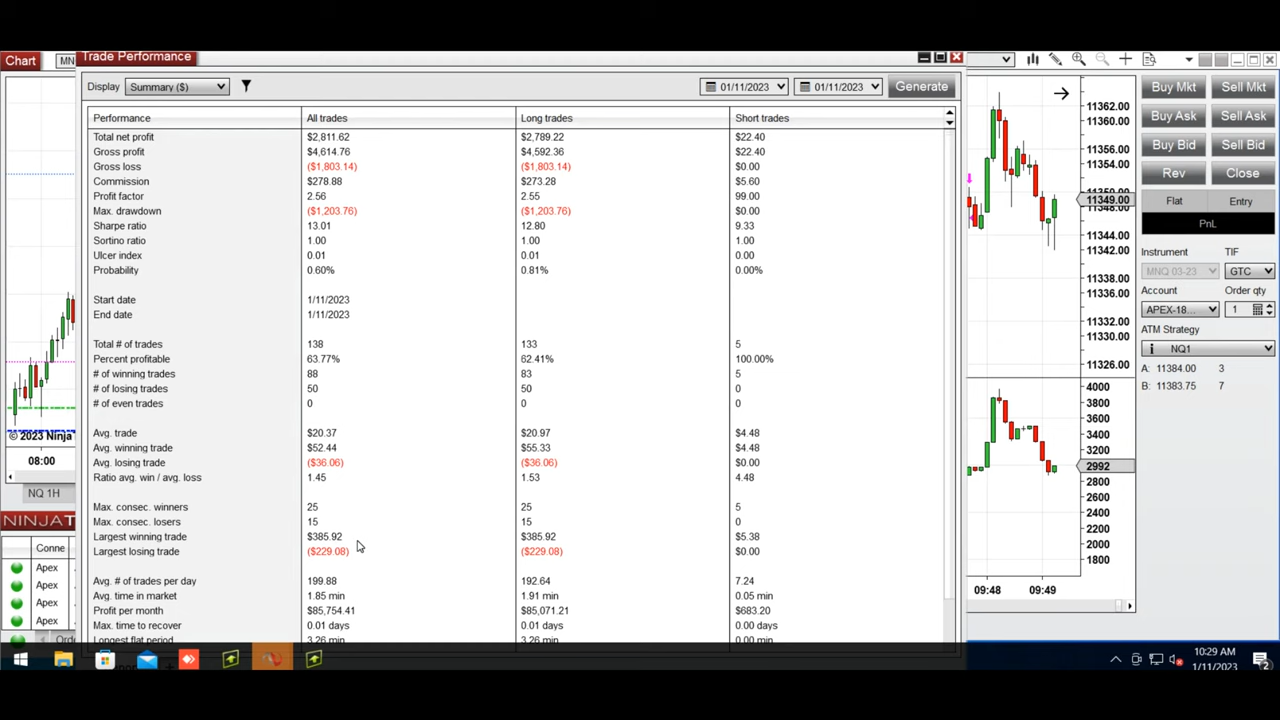 Chart
MN
Trade Performance
Display
Summary ($)
01/11/2023
01/11/2023
Generate
Performance All trades Long trades Short trades
Total net profit $2,811.62 $2,789.22 $22.40
Gross profit $4,614.76 $4,592.36 $22.40
Gross loss ($1,803.14) ($1,803.14) $0.00
Commission $278.88 $273.28 $5.60
Profit factor 2.56 2.55 99.00
Max. drawdown ($1,203.76) ($1,203.76) $0.00
Sharpe ratio 13.01 12.80 9.33
Sortino ratio 1.00 1.00 1.00
Ulcer index 0.01 0.01 0.00
Probability 0.60% 0.81% 0.00%
Start date 1/11/2023
End date 1/11/2023
Total # of trades 138 133 5
Percent profitable 63.77% 62.41% 100.00%
# of winning trades 88 83 5
# of losing trades 50 50 0
# of even trades 0 0 0
Avg. trade $20.37 $20.97 $4.48
Avg. winning trade $52.44 $55.33 $4.48
Avg. losing trade ($36.06) ($36.06) $0.00
Ratio avg. win / avg. loss 1.45 1.53 4.48
Max. consec. winners 25 25 5
Max. consec. losers 15 15 0
Largest winning trade $385.92 $385.92 $5.38
Largest losing trade ($229.08) ($229.08) $0.00
Avg. # of trades per day 199.88 192.64 7.24
Avg. time in market 1.85 min 1.91 min 0.05 min
Profit per month $85,754.41 $85,071.21 $683.20
Max. time to recover 0.01 days 0.01 days 0.00 days
Longest flat period 3.26 min 3.26 min 0.00 min
© 2023 Ninja
08:00
NQ 1H
NINJAT
Conne
Apex
Apex
Apex
Apex
Orde
11362.00
11360.00
11356.00
11354.00
11349.00
11344.00
11342.00
11338.00
11336.00
11332.00
11330.00
11326.00
4000
3800
3600
3400
3200
2992
2800
2600
2400
2200
2000
1800
09:48 09:49
Buy Mkt Sell Mkt
Buy Ask Sell Ask
Buy Bid Sell Bid
Rev Close
Flat Entry
PnL
Instrument TIF
MNQ 03-23 GTC
Account Order qty
APEX-18... 1
ATM Strategy
NQ1
A: 11384.00 3
B: 11383.75 7
10:29 AM
1/11/2023
2